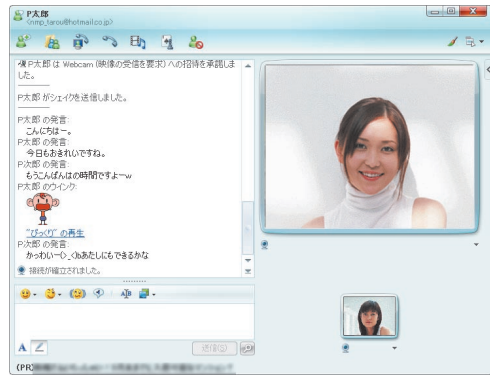 P太郎
<nnp_tarou@hotmail.co.jp>
P太郎 は Webcam (映像の受信を要求) への招待を承諾しま
した。
P太郎 がシェイクを送信しました。
P太郎 の発言:
こんにちはー。
P太郎 の発言:
今日もおきれいですね。
P次郎 の発言:
もうこんばんはの時間ですよーw
P太郎 のウインク:
"びっくり" の再生
P次郎 の発言:
かっわいー(>_<)bあたしにもできるかな
接続が確立されました。
送信(S)
(PR)